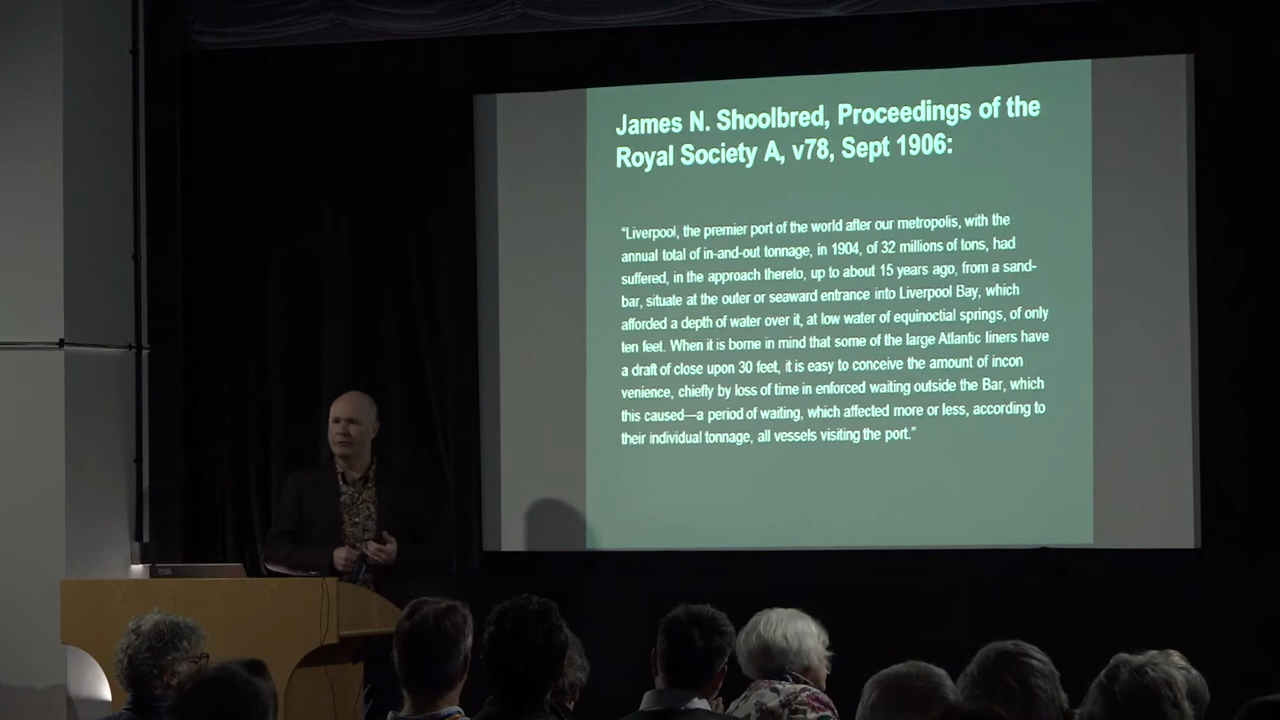 James N. Shoolbred, Proceedings of the
Royal Society A, v78, Sept 1906:
“Liverpool, the premier port of the world after our metropolis, with the
annual total of in-and-out tonnage, in 1904, of 32 millions of tons, had
suffered, in the approach thereto, up to about 15 years ago, from a sand-
bar, situate at the outer or seaward entrance into Liverpool Bay, which
afforded a depth of water over it, at low water of equinoctial springs, of only
ten feet. When it is borne in mind that some of the large Atlantic liners have
a draft of close upon 30 feet, it is easy to conceive the amount of incon
venience, chiefly by loss of time in enforced waiting outside the Bar, which
this caused—a period of waiting, which affected more or less, according to
their individual tonnage, all vessels visiting the port.”